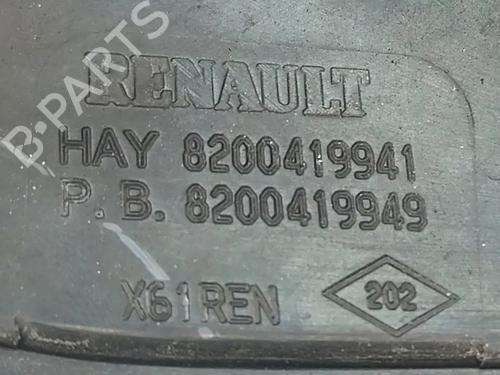 RENAULT
HAY 8200419941
P.B. 8200419949
X61REN
202
B-PARTS